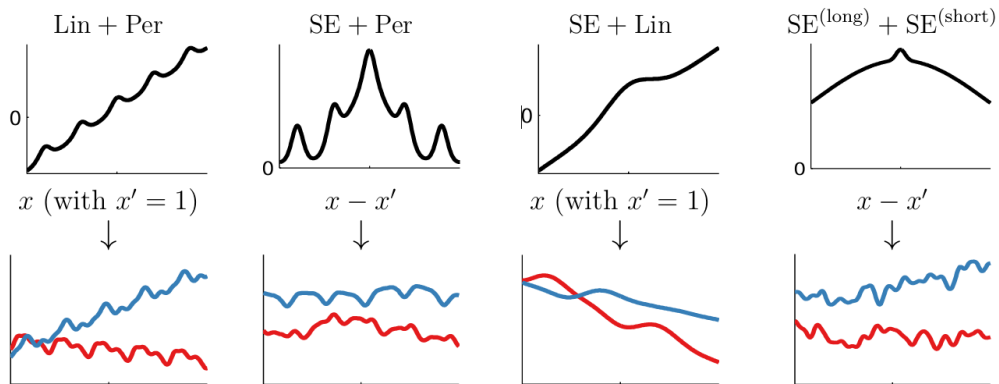 Lin + Per
SE + Per
SE + Lin
SE^(long) + SE^(short)
0
0
0
0
x (with x′ = 1)
x − x′
x (with x′ = 1)
x − x′